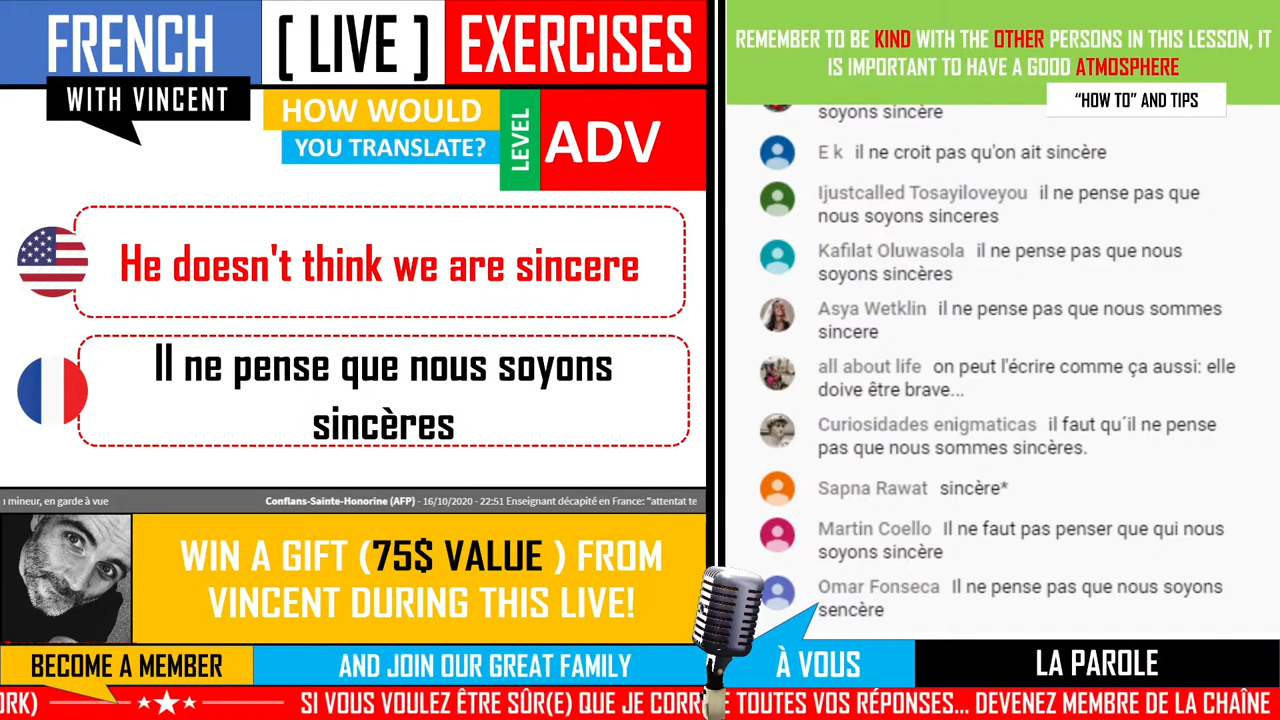 FRENCH
[ LIVE ]
EXERCISES
WITH VINCENT
HOW WOULD
YOU TRANSLATE?
LEVEL
ADV
He doesn't think we are sincere
Il ne pense que nous soyons
sincères
mineur, en garde à vue
Conflans-Sainte-Honorine (AFP) - 16/10/2020 - 22:51 Enseignant décapité en France: "attentat te
WIN A GIFT (75$ VALUE ) FROM
VINCENT DURING THIS LIVE!
BECOME A MEMBER
AND JOIN OUR GREAT FAMILY
REMEMBER TO BE KIND WITH THE OTHER PERSONS IN THIS LESSON, IT
IS IMPORTANT TO HAVE A GOOD ATMOSPHERE
“HOW TO” AND TIPS
soyons sincère
E k il ne croit pas qu'on ait sincère
Ijustcalled Tosayiloveyou il ne pense pas que
nous soyons sinceres
Kafilat Oluwasola il ne pense pas que nous
soyons sincères
Asya Wetklin il ne pense pas que nous sommes
sincere
all about life on peut l'écrire comme ça aussi: elle
doive être brave...
Curiosidades enigmaticas il faut qu´il ne pense
pas que nous sommes sincères.
Sapna Rawat sincère*
Martin Coello Il ne faut pas penser que qui nous
soyons sincère
Omar Fonseca Il ne pense pas que nous soyons
sencère
À VOUS
LA PAROLE
ORK)
SI VOUS VOULEZ ÊTRE SÛR(E) QUE JE CORR E TOUTES VOS RÉPONSES... DEVENEZ MEMBRE DE LA CHAÎNE